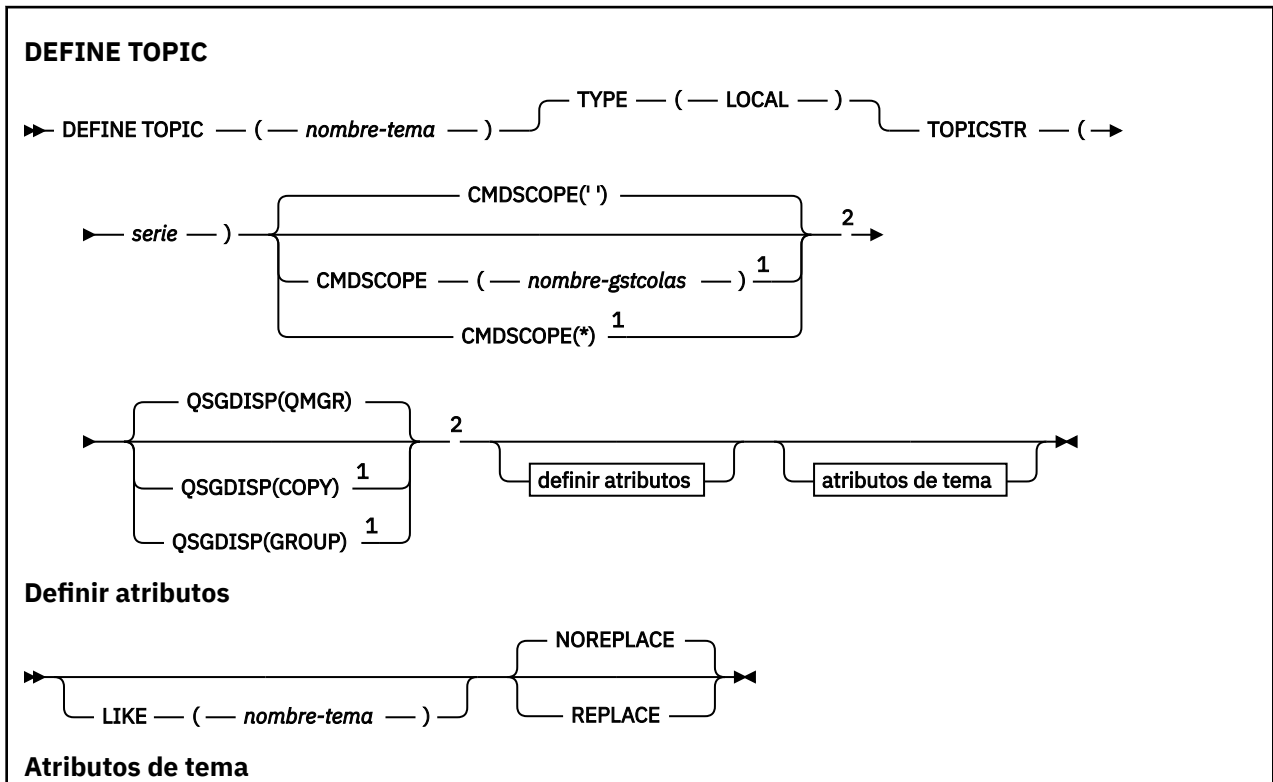 DEFINE TOPIC
TYPE ( LOCAL )
DEFINE TOPIC ( nombre-tema ) TOPICSTR (
CMDSCOPE(' ')
serie ) 2
CMDSCOPE ( nombre-gstcolas ) 1
CMDSCOPE(*) 1
QSGDISP(QMGR)
2
QSGDISP(COPY) 1 definir atributos atributos de tema
QSGDISP(GROUP) 1
Definir atributos
NOREPLACE
LIKE ( nombre-tema ) REPLACE
Atributos de tema